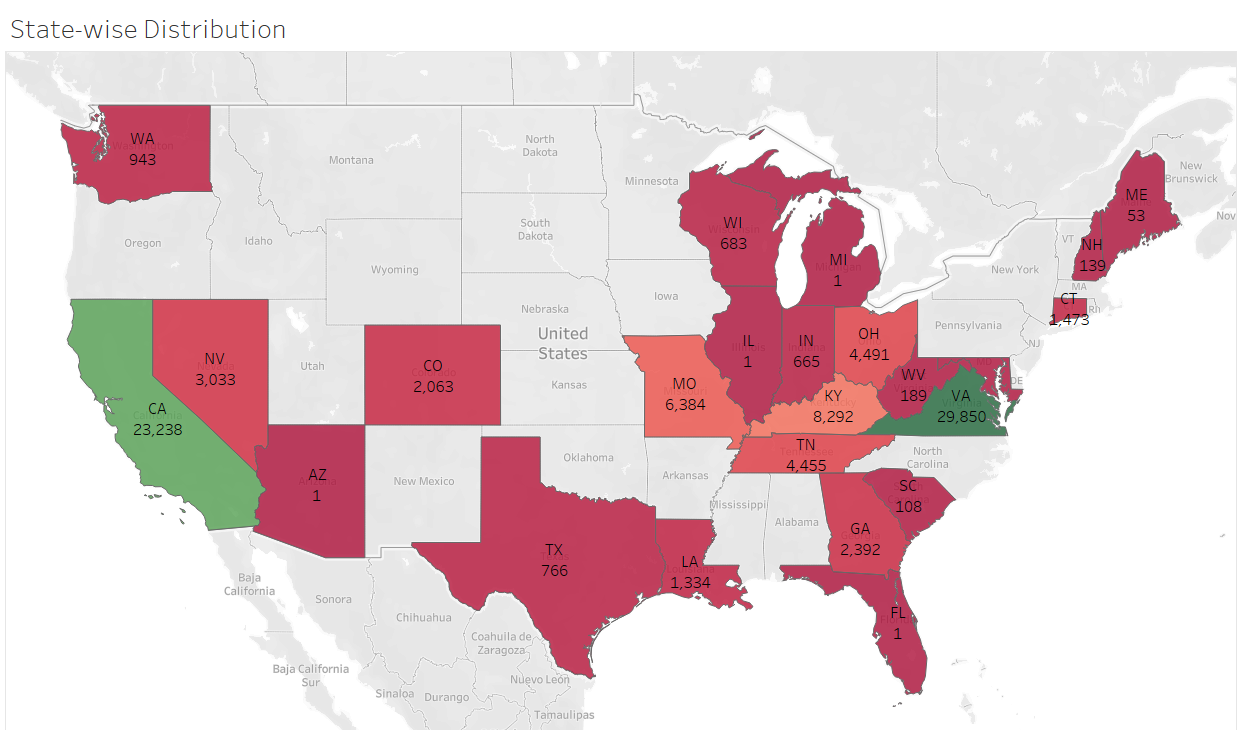 State-wise Distribution
WA
943
Montana
North
Dakota
Minnesota
ME
53
New
Brunswick
Oregon
Idaho
Wyoming
South
Dakota
WI
683
MI
1
VT
NH
139
Nov
New York
MA
CT
1,473
Rh
Nebraska
Iowa
United
States
Pennsylvania
NJ
NV
3,033
Utah
CO
2,063
Kansas
MO
6,384
IL
1
IN
665
OH
4,491
WV
189
DE
CA
23,238
KY
8,292
VA
29,850
AZ
1
New Mexico
Oklahoma
Arkansas
TN
4,455
North
Carolina
SC
108
Mississippi
Alabama
GA
2,392
TX
766
LA
1,334
FL
1
Baja
California
Sonora
Chihuahua
Coahuila de
Zaragoza
Baja California
Sur
Sinaloa
Durango
Nuevo León
Tamaulipas